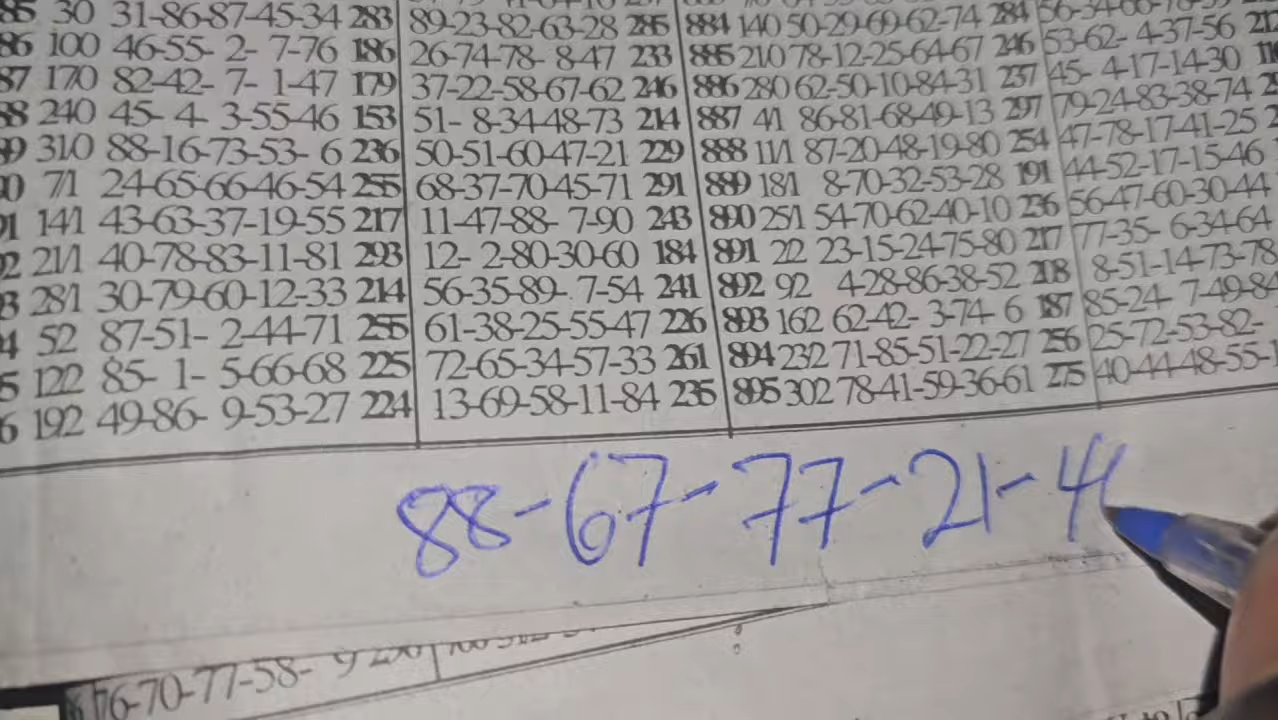 85 30 31-86-87-45-34 283 89-23-82-63-28 285 884 140 50-29-69-62-74 284
86 100 46-55- 2- 7-76 186 26-74-78- 8-47 233 885 210 78-12-25-64-67 246 53-62- 4-37-56
87 170 82-42- 7- 1-47 179 37-22-58-67-62 246 886 280 62-50-10-84-31 237 45- 4-17-14-30
88 240 45- 4- 3-55-46 153 51- 8-34-48-73 214 887 41 86-81-68-49-13 297 79-24-83-38-74
89 310 88-16-73-53- 6 236 50-51-60-47-21 229 888 111 87-20-48-19-80 254 47-78-17-41-25
0 71 24-65-66-46-54 255 68-37-70-45-71 291 889 181 8-70-32-53-28 191 44-52-17-15-46
1 141 43-63-37-19-55 217 11-47-88- 7-90 243 890 251 54-70-62-40-10 236 56-47-60-30-44
2 211 40-78-83-11-81 293 12- 2-80-30-60 184 891 22 23-15-24-75-80 217 77-35- 6-34-64
3 281 30-79-60-12-33 214 56-35-89- 7-54 241 892 92 4-28-86-38-52 208 8-51-14-73-78
4 52 87-51- 2-44-71 255 61-38-25-55-47 226 893 162 62-42- 3-74- 6 187 85-24- 7-49-84
5 122 85- 1- 5-66-68 225 72-65-34-57-33 261 894 232 71-85-51-22-27 256 25-72-53-82-
6 192 49-86- 9-53-27 224 13-69-58-11-84 235 895 302 78-41-59-36-61 275 40-44-48-55-
88-67-77-21-4
76-70-77-58- 9